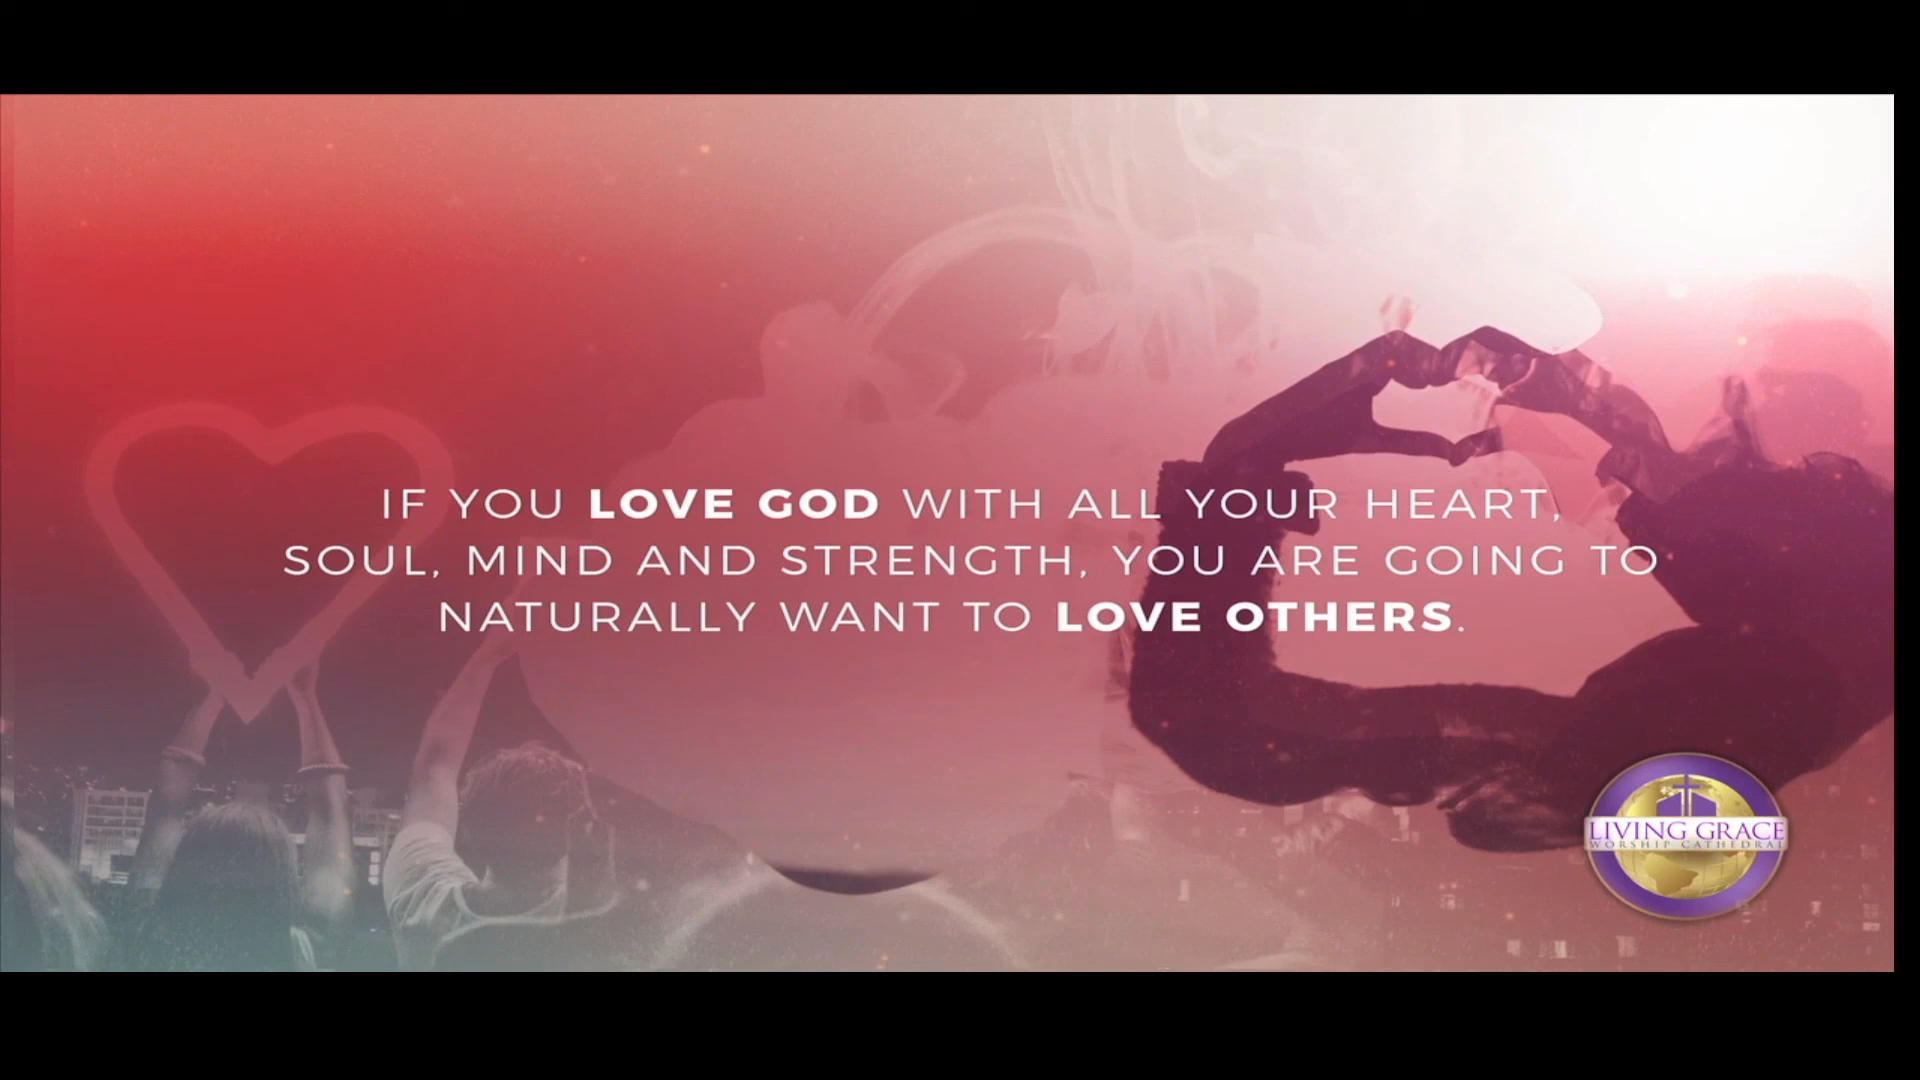 IF YOU LOVE GOD WITH ALL YOUR HEART,
SOUL, MIND AND STRENGTH, YOU ARE GOING TO
NATURALLY WANT TO LOVE OTHERS.
LIVING GRACE
WORSHIP CATHEDRAL